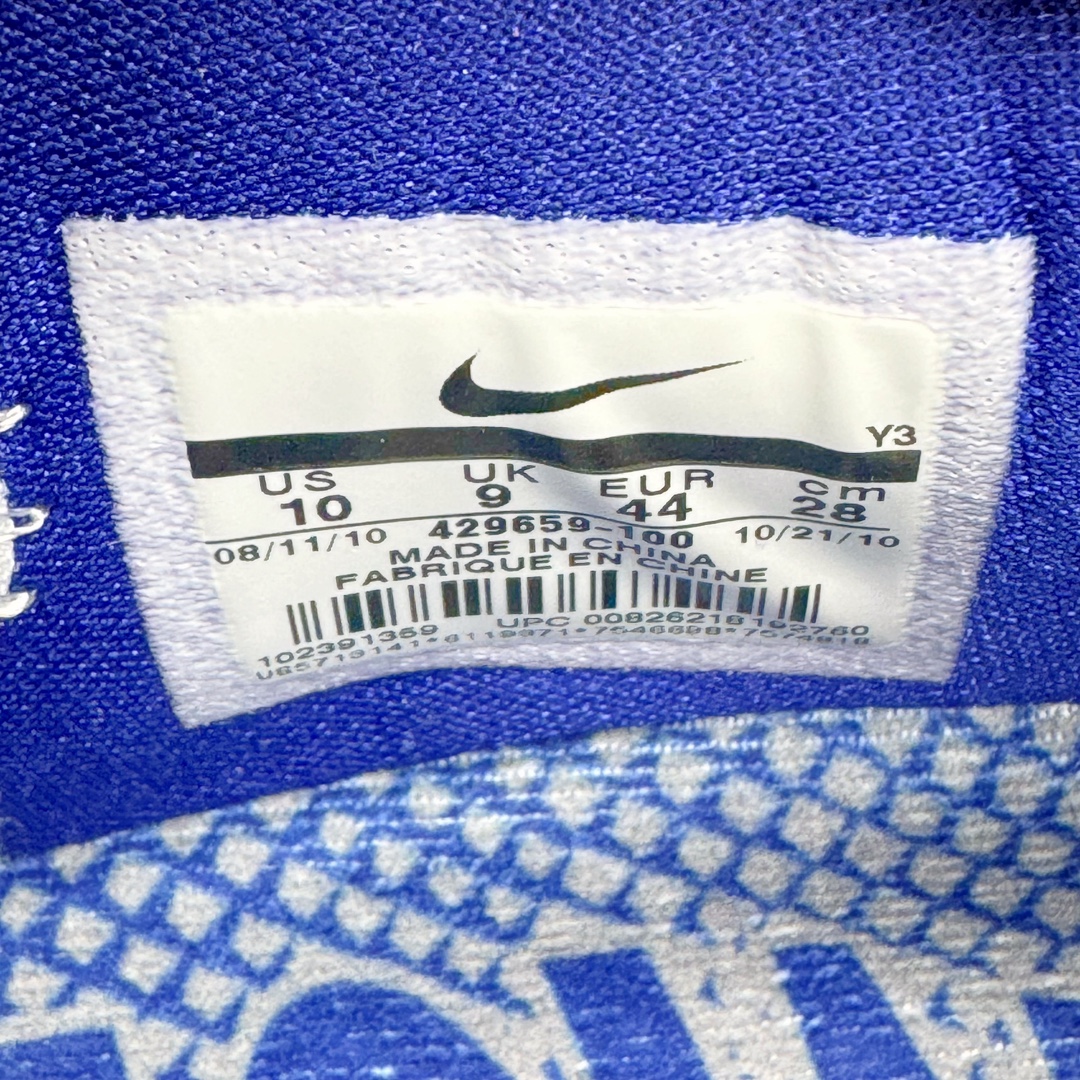 Y3
US UK EUR cm
10 9 44 28
08/11/10 429659-100 10/21/10
MADE IN CHINA
FABRIQUE EN CHINE
102391369 UPC 00826218192760